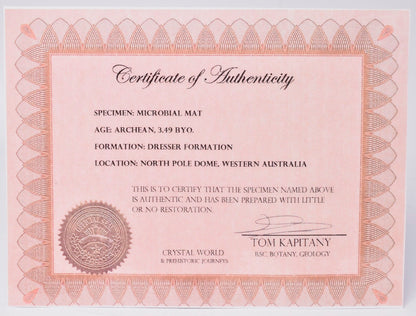 Certificate of Authenticity
SPECIMEN: MICROBIAL MAT
AGE: ARCHEAN, 3.49 BYO.
FORMATION: DRESSER FORMATION
LOCATION: NORTH POLE DOME, WESTERN AUSTRALIA
THIS IS TO CERTIFY THAT THE SPECIMEN NAMED ABOVE
IS AUTHENTIC AND HAS BEEN PREPARED WITH LITTLE
OR NO RESTORATION.
TOM KAPITANY
BSC. BOTANY, GEOLOGY
CRYSTAL WORLD
& PREHISTORIC JOURNEYS